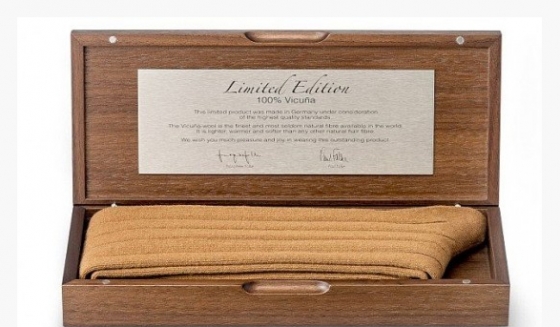 Limited Edition
100% Vicuña
This limited product was made in Germany under consideration
of the highest quality standards.
The Vicuña wool is the finest and most seldom natural fibre available in the world.
It is lighter, warmer and softer than any other natural hair fibre.
We wish you much pleasure and joy in wearing this outstanding product.